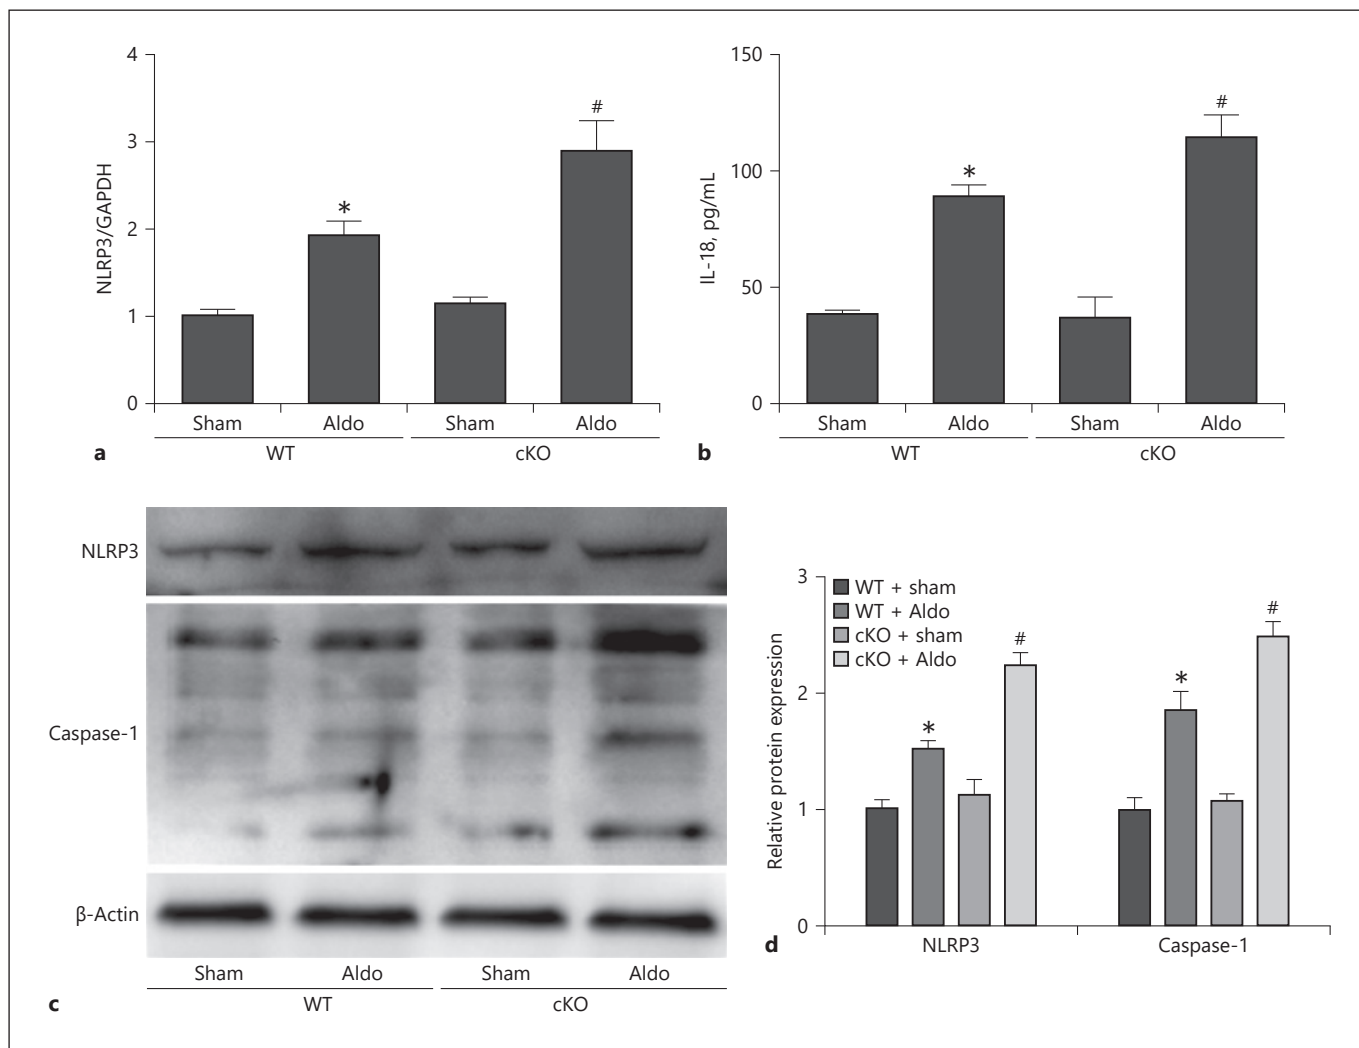 4
3
2
1
0
NLRP3/GAPDH
*
#
Sham Aldo Sham Aldo
WT cKO
a
150
100
50
0
IL-18, pg/mL
*
#
Sham Aldo Sham Aldo
WT cKO
b
NLRP3
Caspase-1
β-Actin
Sham Aldo Sham Aldo
WT cKO
c
3
2
1
0
Relative protein expression
WT + sham
WT + Aldo
cKO + sham
cKO + Aldo
*
#
*
#
NLRP3 Caspase-1
d